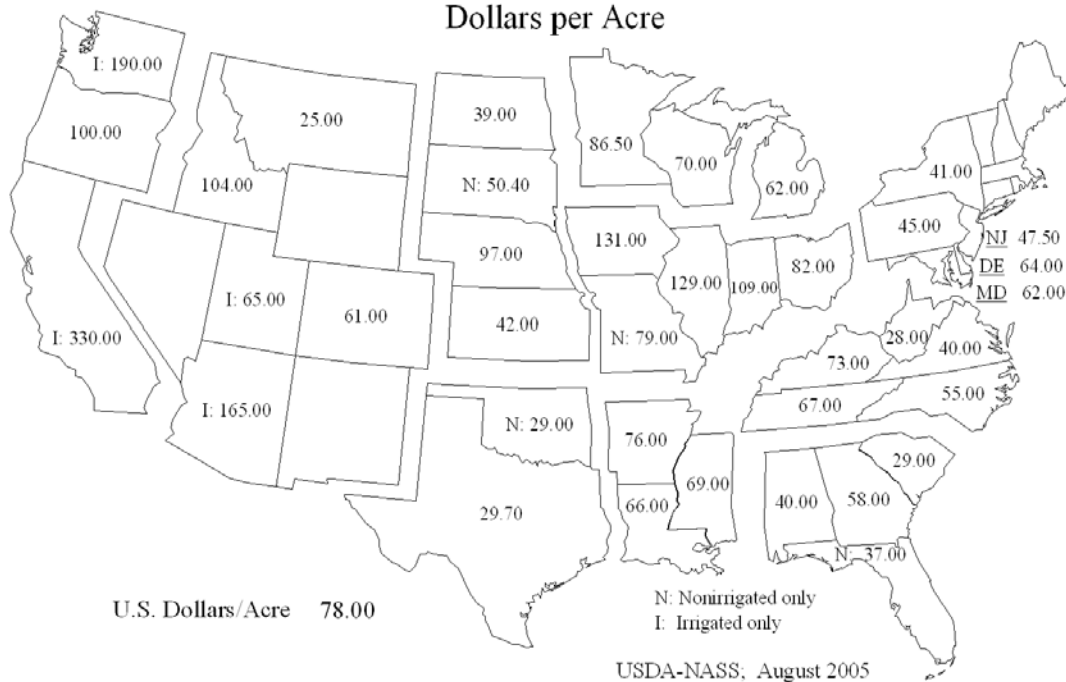 Dollars per Acre
I: 190.00
100.00
25.00
104.00
39.00
N: 50.40
97.00
42.00
86.50
70.00
62.00
41.00
45.00
NJ 47.50
DE 64.00
MD 62.00
131.00
129.00
109.00
82.00
I: 330.00
I: 65.00
61.00
N: 79.00
28.00
73.00
40.00
67.00
55.00
I: 165.00
N: 29.00
76.00
29.00
69.00
66.00
40.00
58.00
29.70
N: 37.00
U.S. Dollars/Acre 78.00
N: Nonirrigated only
I: Irrigated only
USDA-NASS; August 2005